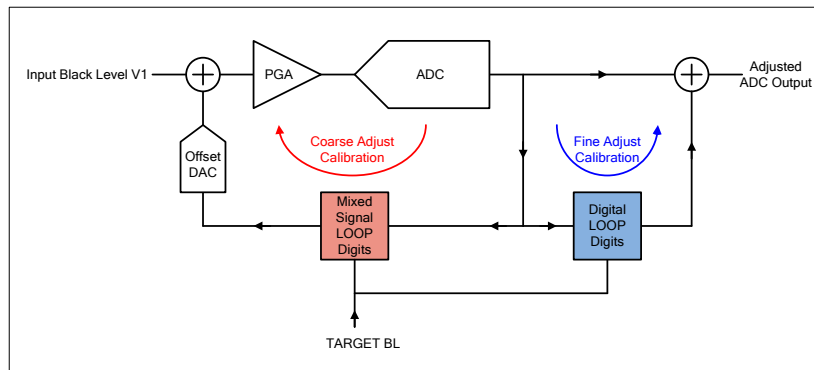 Input Black Level V1
PGA
ADC
Adjusted
ADC Output
Coarse Adjust
Calibration
Fine Adjust
Calibration
Offset
DAC
Mixed
Signal
LOOP
Digits
Digital
LOOP
Digits
TARGET BL